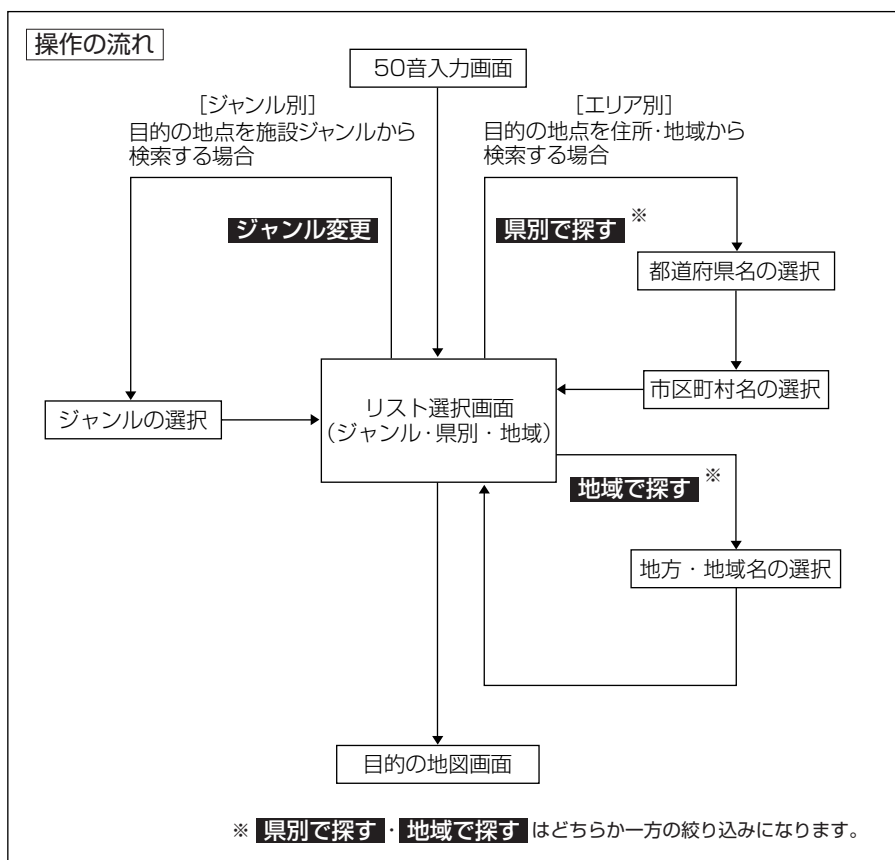 操作の流れ
50音入力画面
[ジャンル別]
目的の地点を施設ジャンルから
検索する場合
[エリア別]
目的の地点を住所・地域から
検索する場合
ジャンル変更
県別で探す ※
都道府県名の選択
市区町村名の選択
ジャンルの選択
リスト選択画面
(ジャンル・県別・地域)
地域で探す ※
地方・地域名の選択
目的の地図画面
※ 県別で探す・地域で探す はどちらか一方の絞り込みになります。